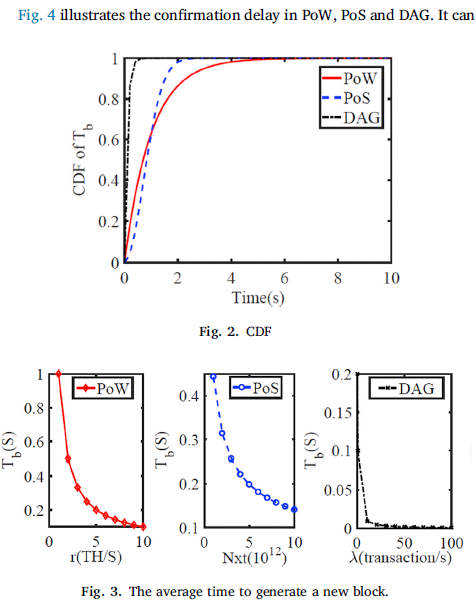 Fig. 4 illustrates the confirmation delay in PoW, PoS and DAG. It can
1
0.8
0.6
0.4
0.2
0
CDF of T_b
PoW
PoS
DAG
0 2 4 6 8 10
Time(s)
Fig. 2. CDF
1
0.8
0.6
0.4
0.2
T_b(S)
PoW
0 5 10
r(TH/S)
0.4
0.3
0.2
0.1
T_b(S)
PoS
0 5 10
Nxt(10^12)
0.2
0.15
0.1
0.05
0
T_b(S)
DAG
0 50 100
λ(transaction/s)
Fig. 3. The average time to generate a new block.